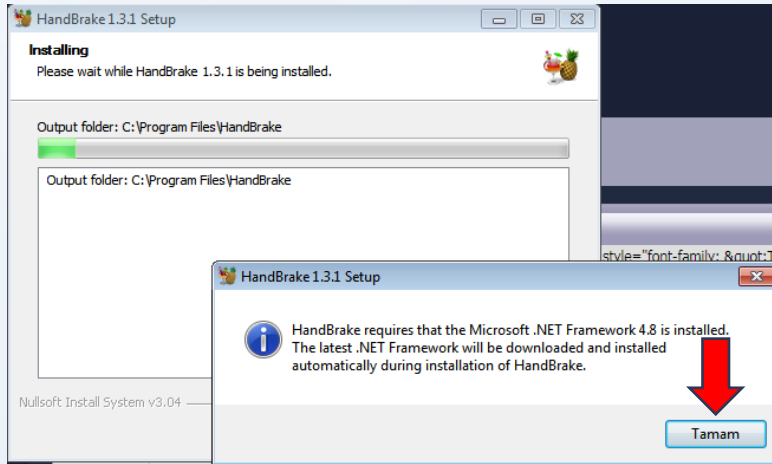 HandBrake 1.3.1 Setup
Installing
Please wait while HandBrake 1.3.1 is being installed.
Output folder: C:\Program Files\HandBrake
Output folder: C:\Program Files\HandBrake
style="font-family: &quot;T
HandBrake 1.3.1 Setup
HandBrake requires that the Microsoft .NET Framework 4.8 is installed.
The latest .NET Framework will be downloaded and installed
automatically during installation of HandBrake.
Nullsoft Install System v3.04
Tamam